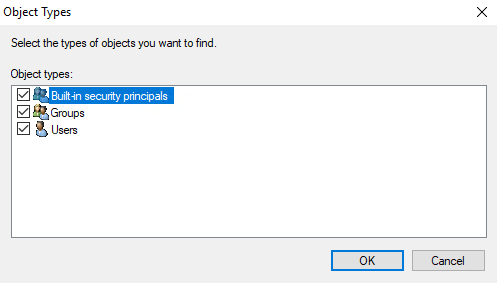 Object Types
Select the types of objects you want to find.
Object types:
Built-in security principals
Groups
Users
OK
Cancel